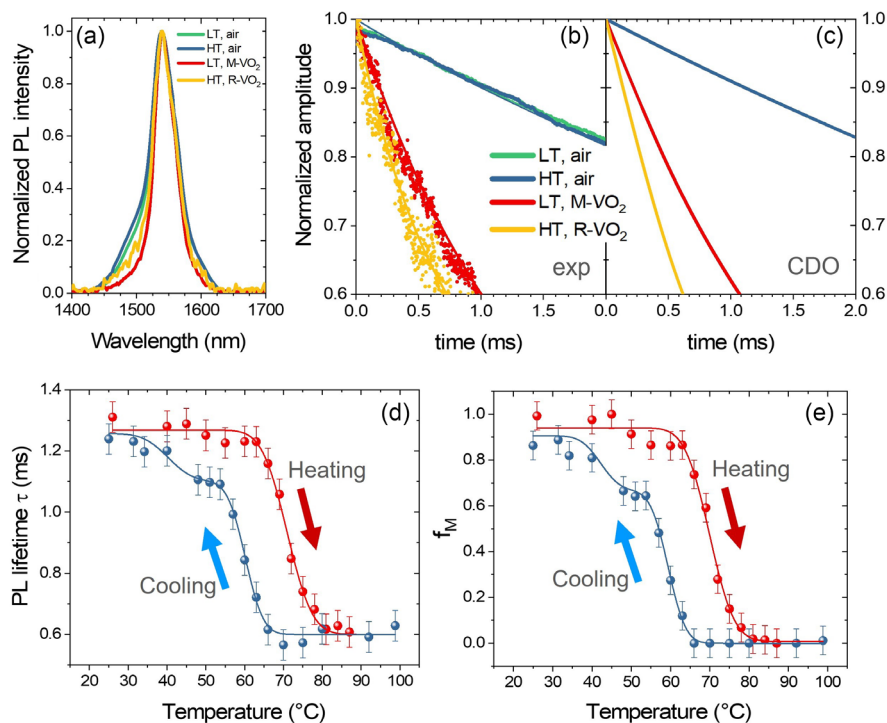 (a)
LT, air
HT, air
LT, M-VO₂
HT, R-VO₂
Normalized PL intensity
1.0
0.8
0.6
0.4
0.2
0.0
1400 1500 1600 1700
Wavelength (nm)
(b)
Normalized amplitude
1.0
0.9
0.8
0.7
0.6
LT, air
HT, air
LT, M-VO₂
HT, R-VO₂
exp
0.0 0.5 1.0 1.5
time (ms)
(c)
CDO
1.0
0.9
0.8
0.7
0.6
0.0 0.5 1.0 1.5 2.0
time (ms)
(d)
PL lifetime τ (ms)
1.4
1.2
1.0
0.8
0.6
Heating
Cooling
20 30 40 50 60 70 80 90 100
Temperature (°C)
(e)
f_M
1.0
0.8
0.6
0.4
0.2
0.0
Heating
Cooling
20 30 40 50 60 70 80 90 100
Temperature (°C)